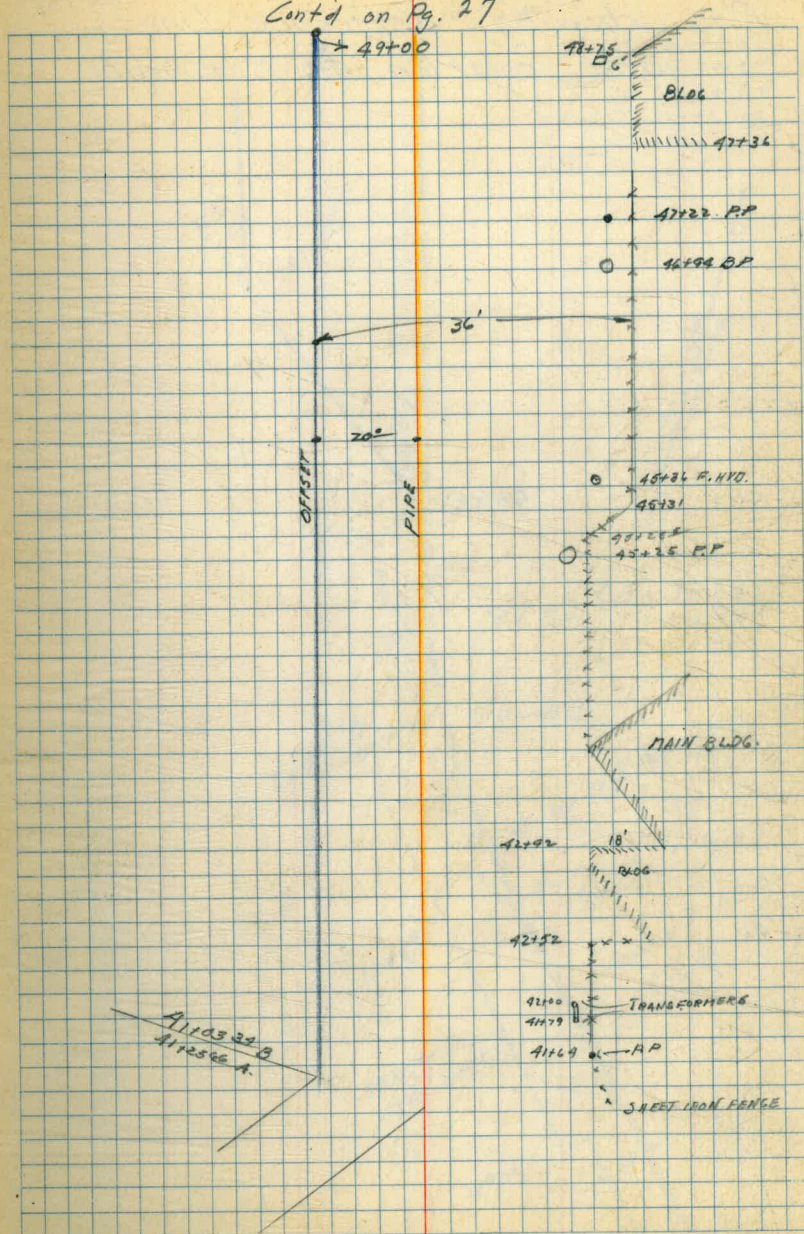 Cont'd on Pg. 27
49+00
48+75
6'
BLDG
47+36
47+22 P.P
46+94 B.P
36'
20°
OFFSET
PIPE
45+36 F. HYD.
45+31
45+25 P.P
MAIN BLDG.
42+92
18'
BLDG
42+52
42+00
TRANSFORMERS.
41+79
41+64
P.P
41+03 34 B
41+25 66 A.
SHEET IRON FENCE